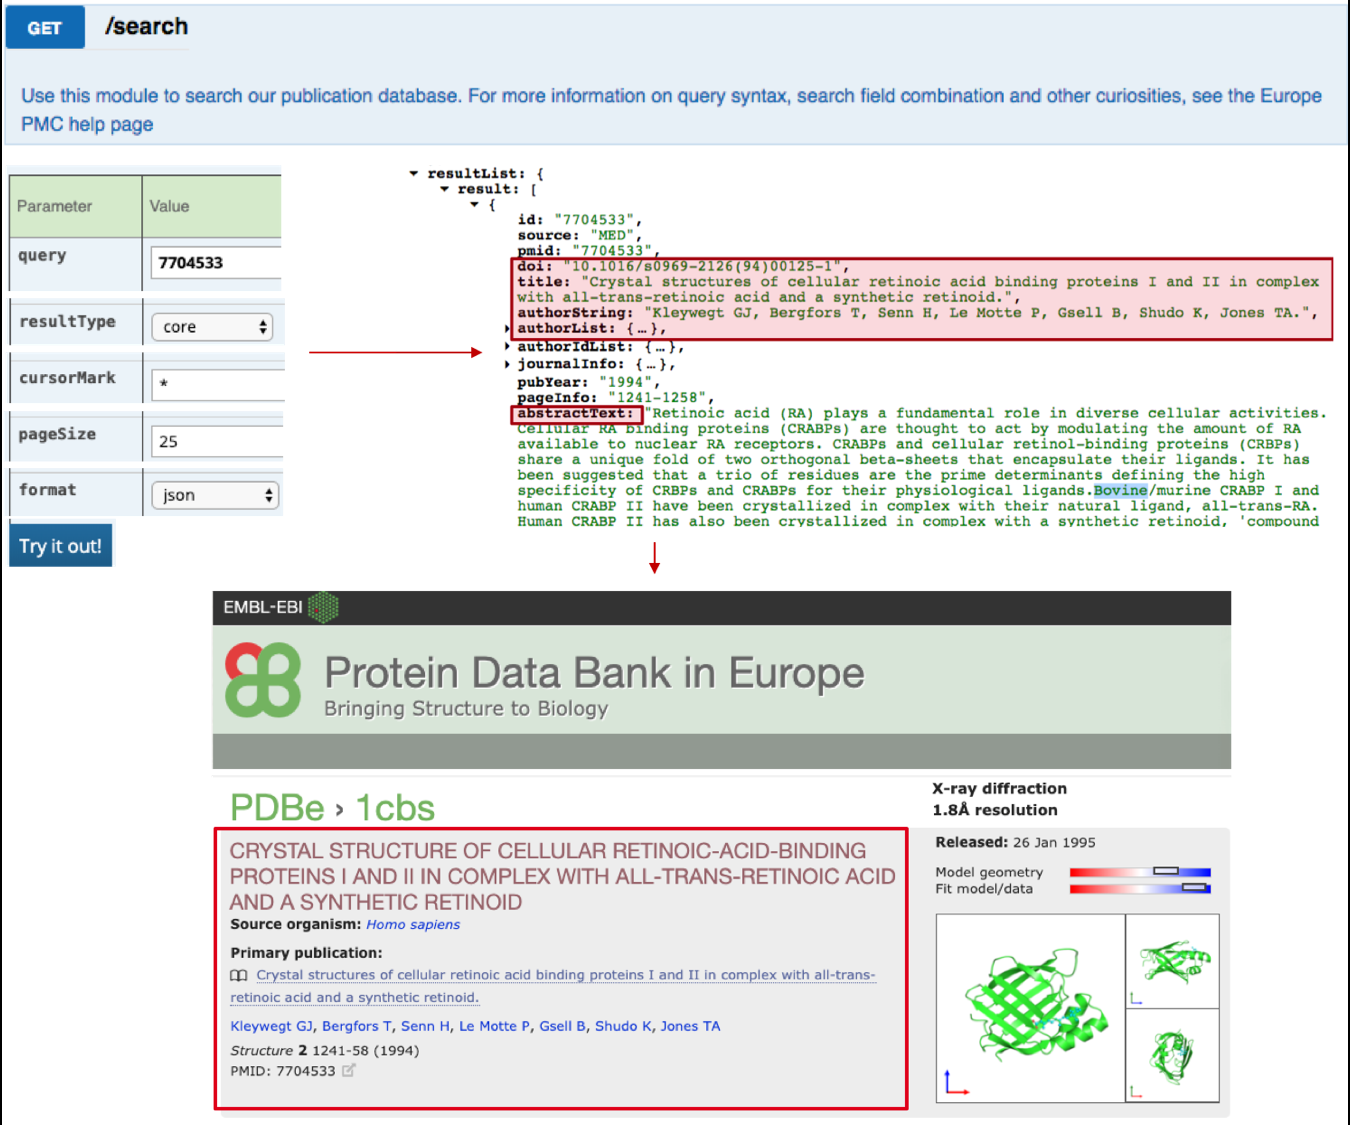 GET /search
Use this module to search our publication database. For more information on query syntax, search field combination and other curiosities, see the Europe
PMC help page
Parameter Value
query 7704533
resultType core
cursorMark *
pageSize 25
format json
Try it out!
resultList: {
result: [
{
id: "7704533",
source: "MED",
pmid: "7704533",
doi: "10.1016/s0969-2126(94)00125-1",
title: "Crystal structures of cellular retinoic acid binding proteins I and II in complex
with all-trans-retinoic acid and a synthetic retinoid.",
authorString: "Kleywegt GJ, Bergfors T, Senn H, Le Motte P, Gsell B, Shudo K, Jones TA.",
authorList: {…},
authorIdList: {…},
journalInfo: {…},
pubYear: "1994",
pageInfo: "1241-1258",
abstractText: "Retinoic acid (RA) plays a fundamental role in diverse cellular activities.
Cellular RA binding proteins (CRABPs) are thought to act by modulating the amount of RA
available to nuclear RA receptors. CRABPs and cellular retinol-binding proteins (CRBPs)
share a unique fold of two orthogonal beta-sheets that encapsulate their ligands. It has
been suggested that a trio of residues are the prime determinants defining the high
specificity of CRBPs and CRABPs for their physiological ligands.Bovine/murine CRABP I and
human CRABP II have been crystallized in complex with their natural ligand, all-trans-RA.
Human CRABP II has also been crystallized in complex with a synthetic retinoid, 'compound
EMBL-EBI
Protein Data Bank in Europe
Bringing Structure to Biology
PDBe › 1cbs
CRYSTAL STRUCTURE OF CELLULAR RETINOIC-ACID-BINDING
PROTEINS I AND II IN COMPLEX WITH ALL-TRANS-RETINOIC ACID
AND A SYNTHETIC RETINOID
Source organism: Homo sapiens
Primary publication:
Crystal structures of cellular retinoic acid binding proteins I and II in complex with all-trans-
retinoic acid and a synthetic retinoid.
Kleywegt GJ, Bergfors T, Senn H, Le Motte P, Gsell B, Shudo K, Jones TA
Structure 2 1241-58 (1994)
PMID: 7704533
X-ray diffraction
1.8Å resolution
Released: 26 Jan 1995
Model geometry
Fit model/data